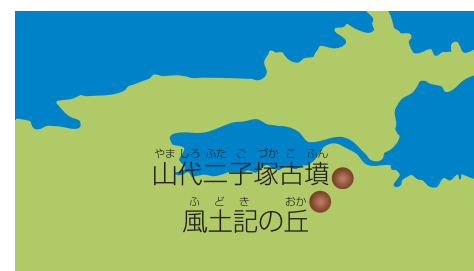 やましろふたごづかこふん
山代二子塚古墳
ふどきおか
風土記の丘